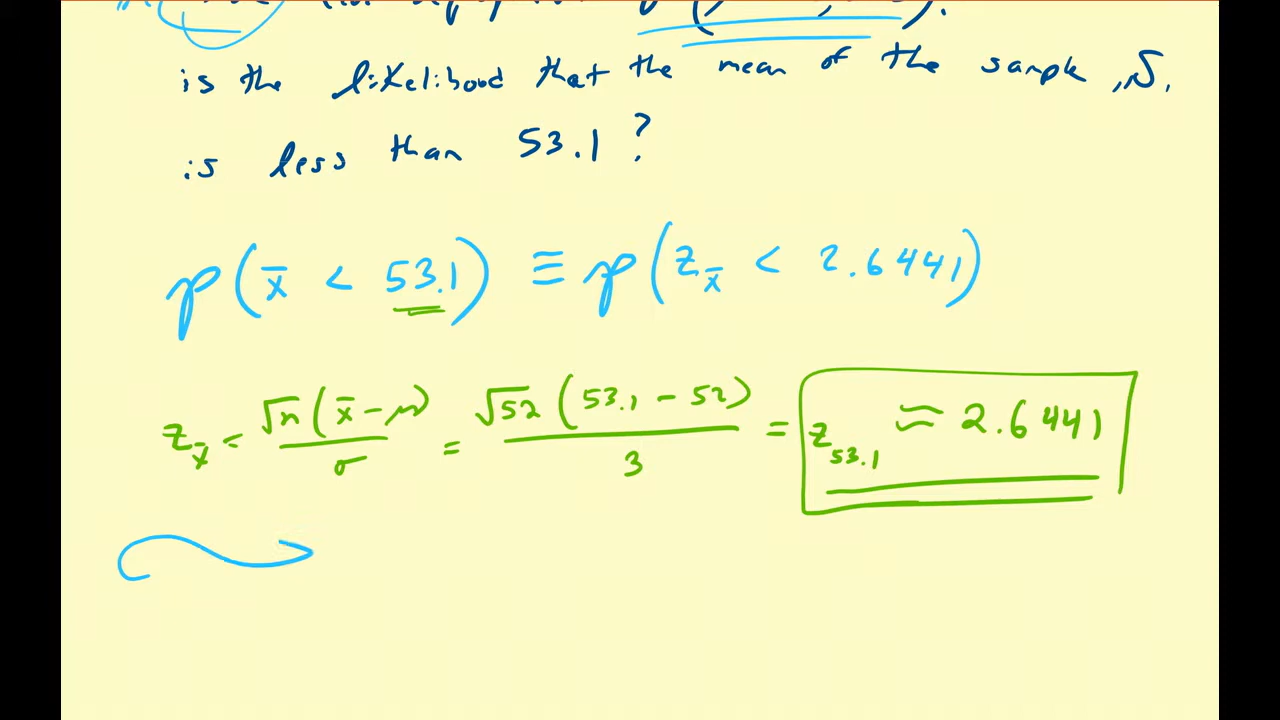 is the likelihood that the mean of the sample, S,
is less than 53.1?
p(x̄ < 53.1) ≡ p(z_x̄ < 2.6441)
z_x̄ = √n(x̄ - μ)/σ = √52(53.1 - 52)/3 = z_53.1 ≈ 2.6441